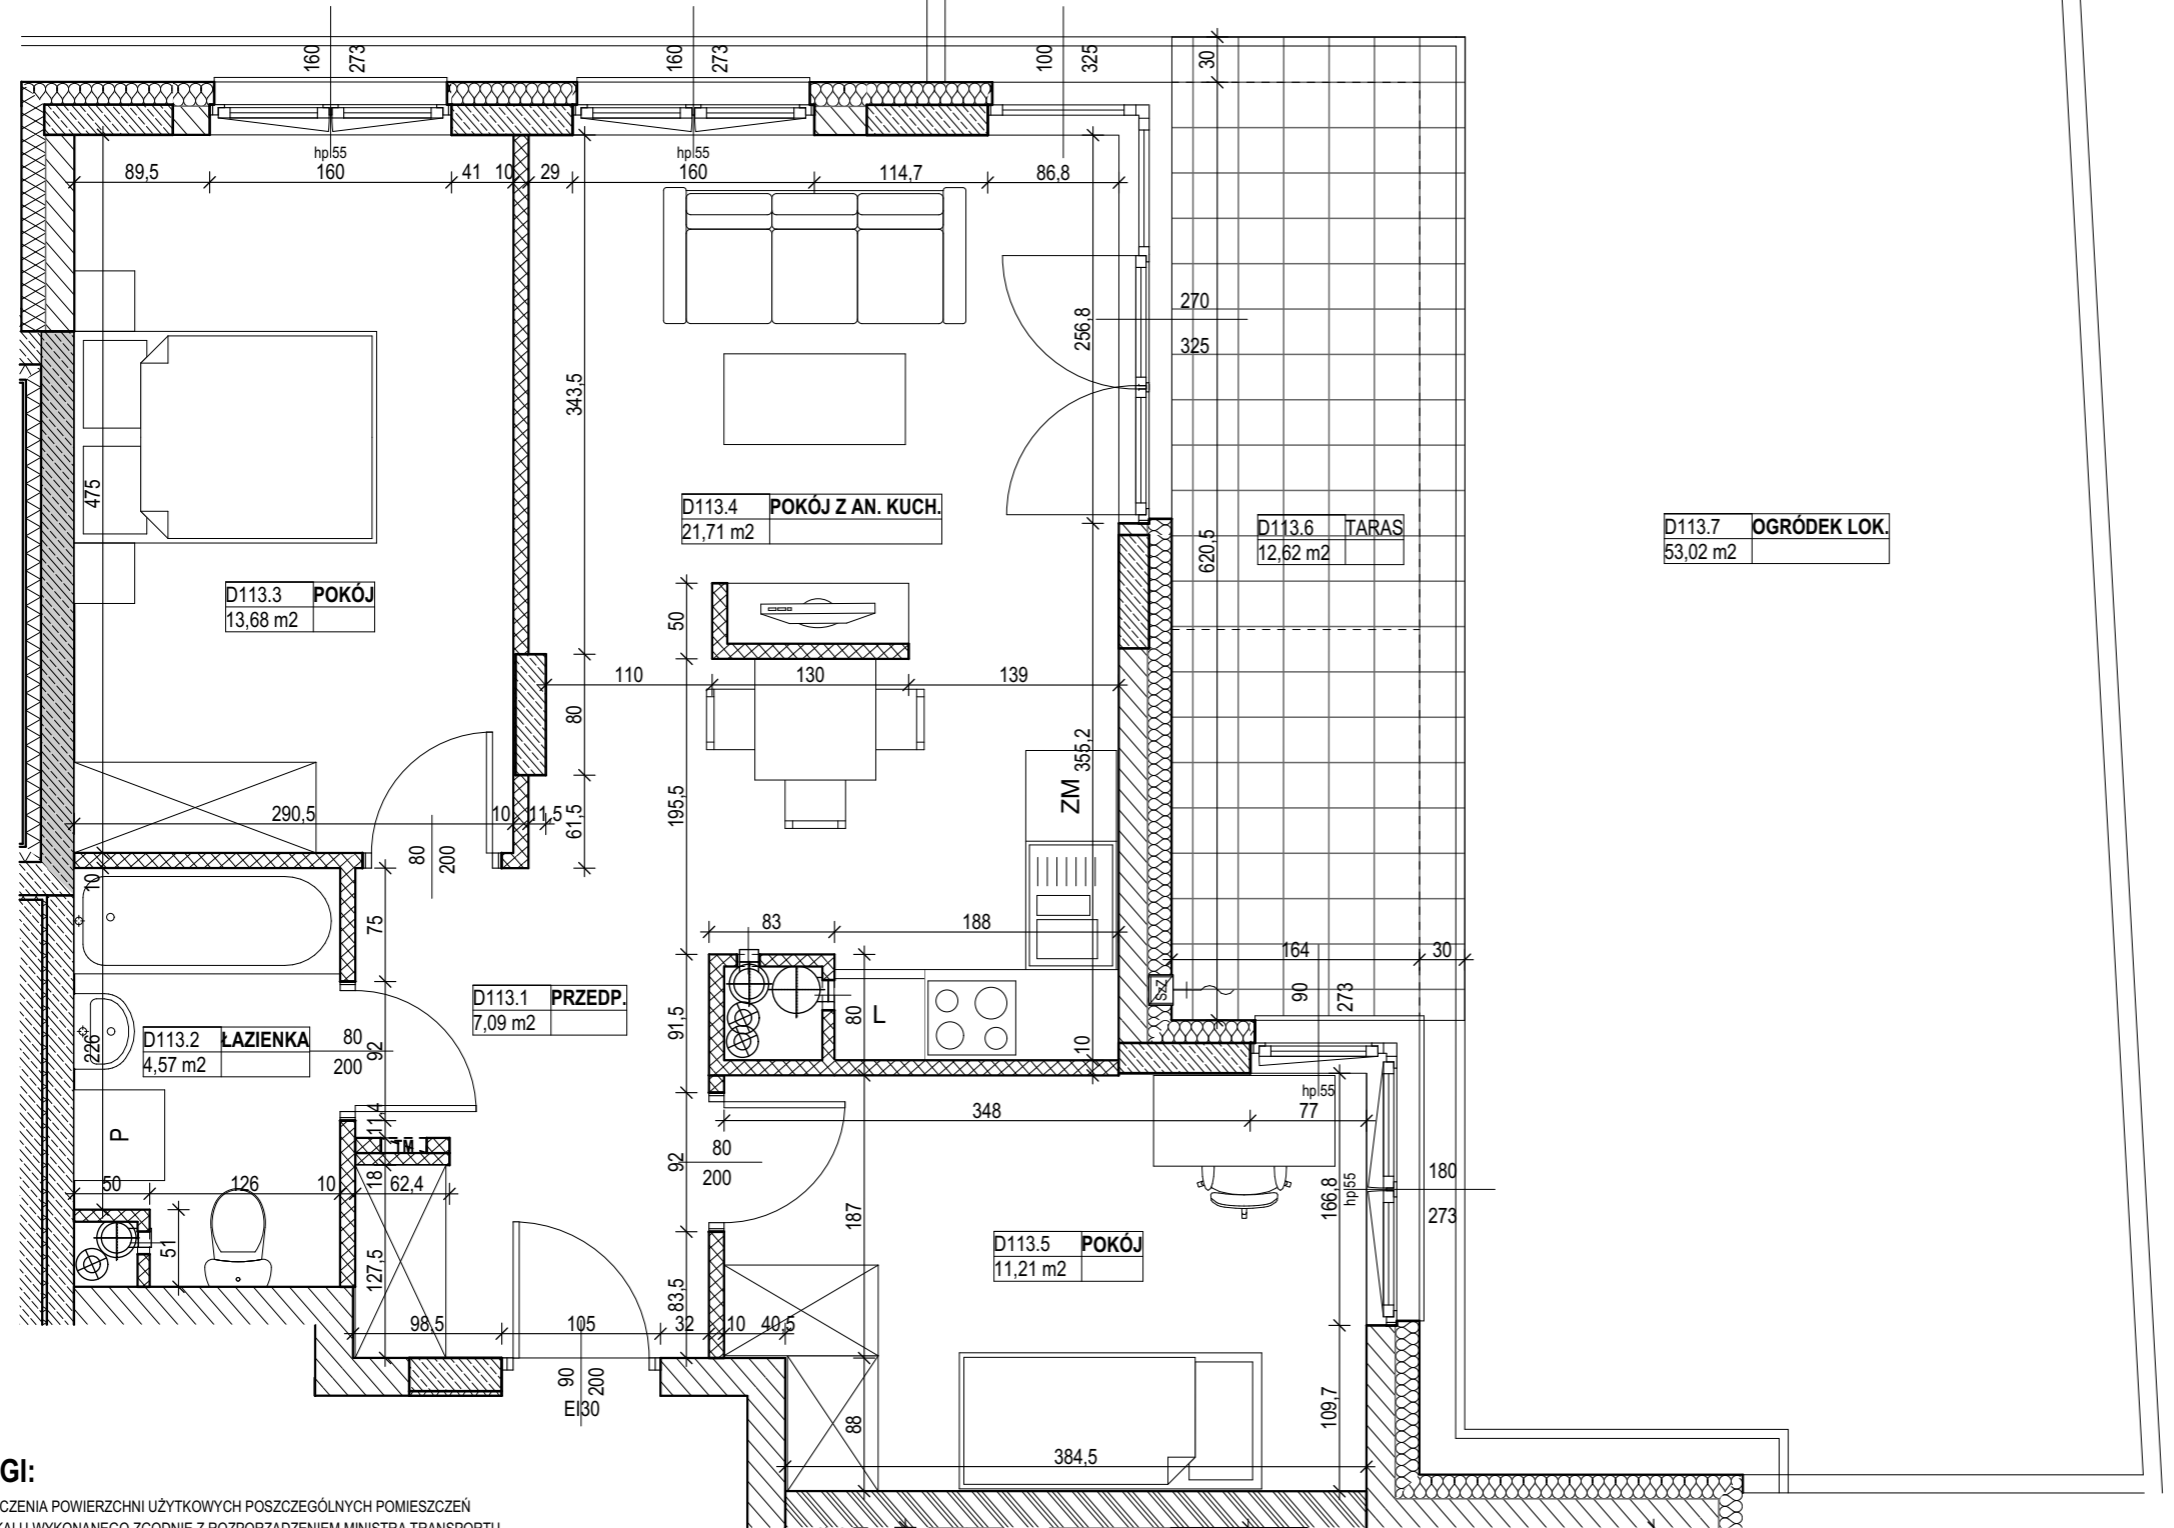 160
273
160
273
100
325
30
hp 55
hp 55
89,5
160
41
10
29
160
114,7
86,8
270
325
256,8
343,5
475
D113.4 POKÓJ Z AN. KUCH.
21,71 m2
D113.6 TARAS
12,62 m2
620,5
D113.7 OGRÓDEK LOK.
53,02 m2
D113.3 POKÓJ
13,68 m2
50
110
130
139
80
355,2
ZM
195,5
290,5
10
11,5
61,5
80
200
10
75
83
188
164
30
90
273
SZZ
D113.1 PRZEDP.
7,09 m2
91,5
80
L
10
D113.2 ŁAZIENKA
4,57 m2
226
80
200
92
hp 55
348
77
11,4
TM
P
80
200
92
18
50
126
10
62,4
166,8
hp 55
180
273
187
51
D113.5 POKÓJ
11,21 m2
127,5
83,5
98,5
105
32
10
40,5
90
200
EI30
88
109,7
384,5
GI:
CZENIA POWIERZCHNI UŻYTKOWYCH POSZCZEGÓLNYCH POMIESZCZEŃ
KALU WYKONANEGO ZGODNIE Z ROZPORZĄDZENIEM MINISTRA TRANSPORTU